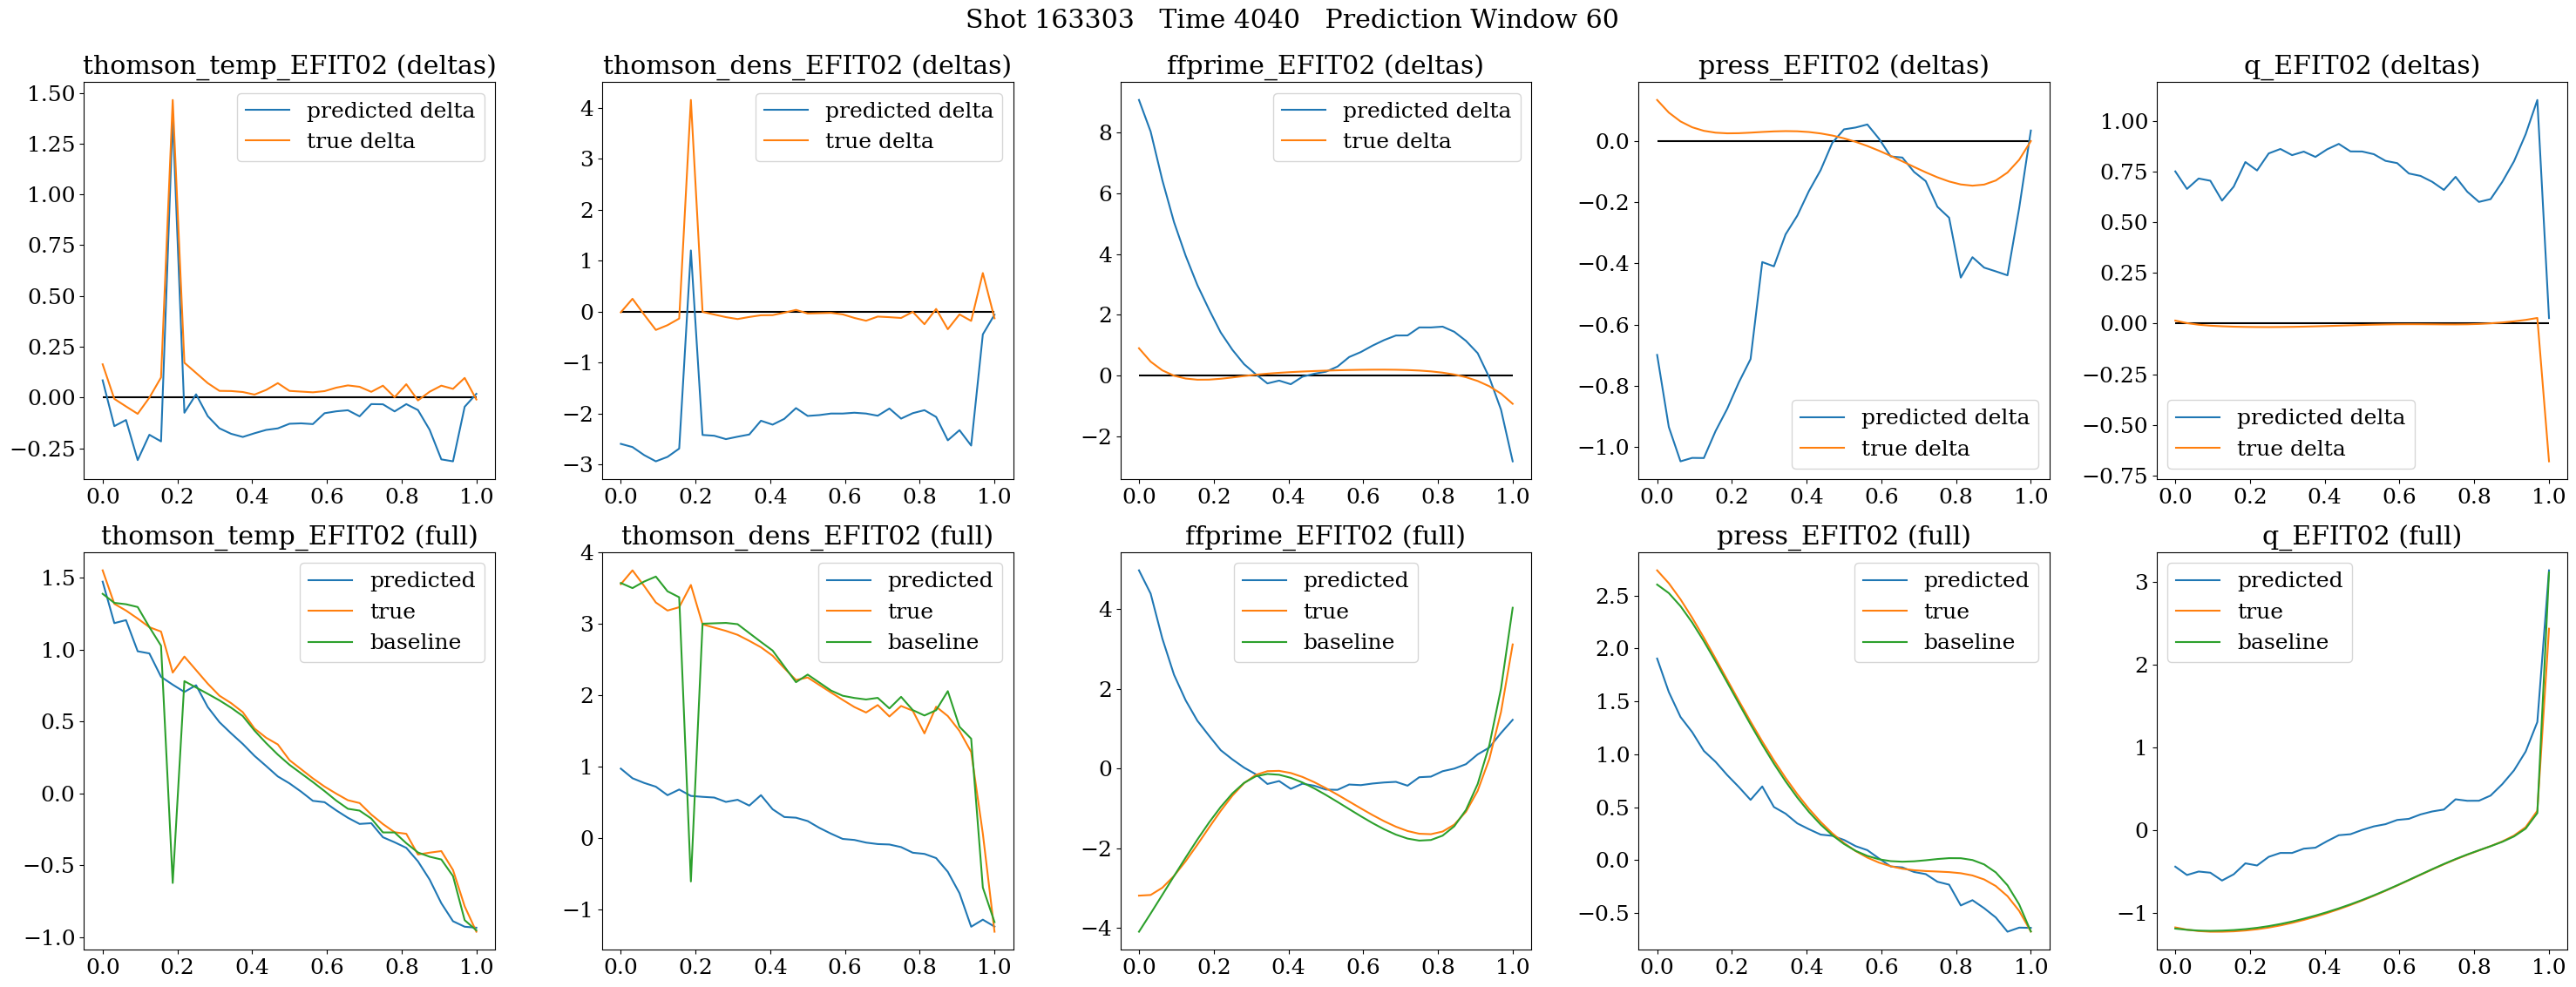 Shot 163303   Time 4040   Prediction Window 60
thomson_temp_EFIT02 (deltas)
1.50
1.25
1.00
0.75
0.50
0.25
0.00
−0.25
0.0 0.2 0.4 0.6 0.8 1.0
predicted delta
true delta
thomson_dens_EFIT02 (deltas)
4
3
2
1
0
−1
−2
−3
0.0 0.2 0.4 0.6 0.8 1.0
predicted delta
true delta
ffprime_EFIT02 (deltas)
8
6
4
2
0
−2
0.0 0.2 0.4 0.6 0.8 1.0
predicted delta
true delta
press_EFIT02 (deltas)
0.0
−0.2
−0.4
−0.6
−0.8
−1.0
0.0 0.2 0.4 0.6 0.8 1.0
predicted delta
true delta
q_EFIT02 (deltas)
1.00
0.75
0.50
0.25
0.00
−0.25
−0.50
−0.75
0.0 0.2 0.4 0.6 0.8 1.0
predicted delta
true delta
thomson_temp_EFIT02 (full)
1.5
1.0
0.5
0.0
−0.5
−1.0
0.0 0.2 0.4 0.6 0.8 1.0
predicted
true
baseline
thomson_dens_EFIT02 (full)
4
3
2
1
0
−1
0.0 0.2 0.4 0.6 0.8 1.0
predicted
true
baseline
ffprime_EFIT02 (full)
4
2
0
−2
−4
0.0 0.2 0.4 0.6 0.8 1.0
predicted
true
baseline
press_EFIT02 (full)
2.5
2.0
1.5
1.0
0.5
0.0
−0.5
0.0 0.2 0.4 0.6 0.8 1.0
predicted
true
baseline
q_EFIT02 (full)
3
2
1
0
−1
0.0 0.2 0.4 0.6 0.8 1.0
predicted
true
baseline